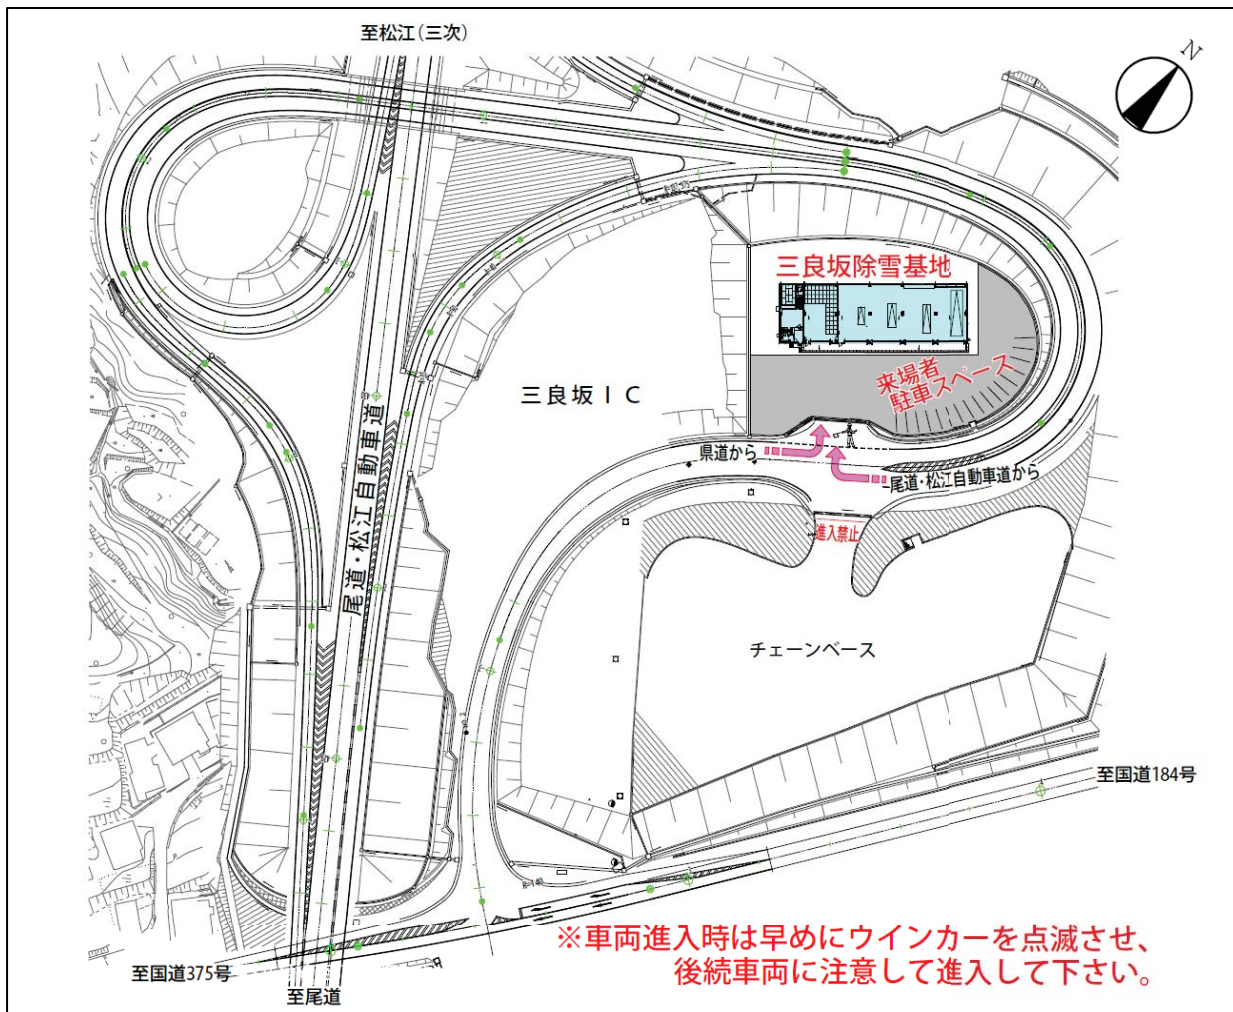 至松江(三次)
N
三良坂除雪基地
来場者
駐車スペース
三良坂IC
県道から
尾道・松江自動車道から
進入禁止
尾道・松江自動車道
チェーンベース
至国道184号
R=140
※車両進入時は早めにウインカーを点滅させ、
後続車両に注意して進入して下さい。
至国道375号
至尾道